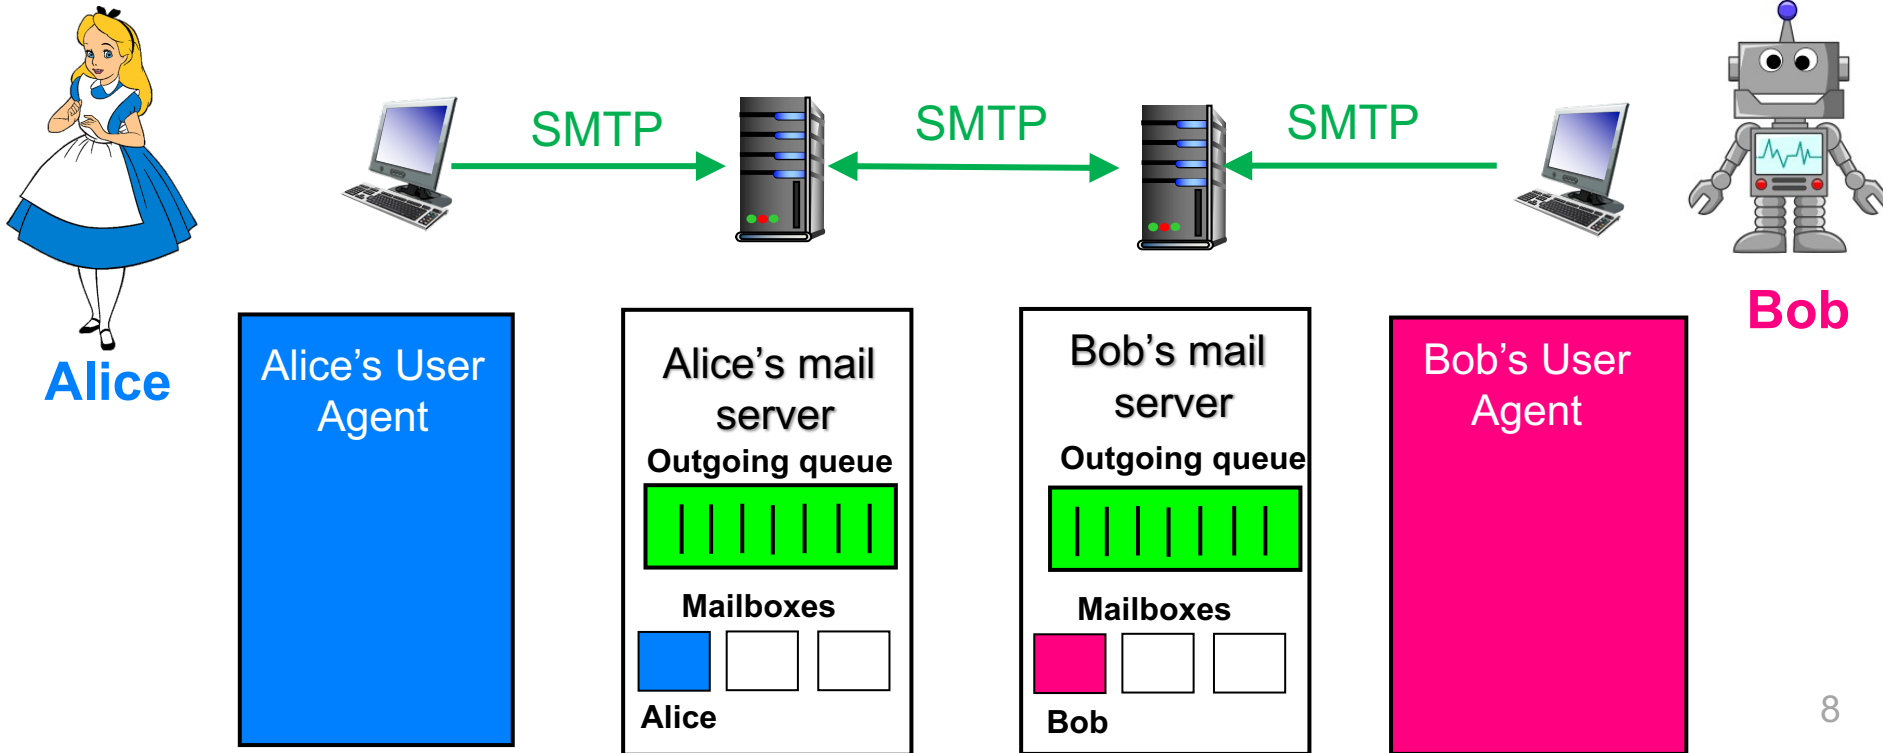 SMTP
SMTP
SMTP
Alice
Bob
Alice's User
Agent
Alice's mail
server
Outgoing queue
Mailboxes
Alice
Bob's mail
server
Outgoing queue
Mailboxes
Bob
Bob's User
Agent
8